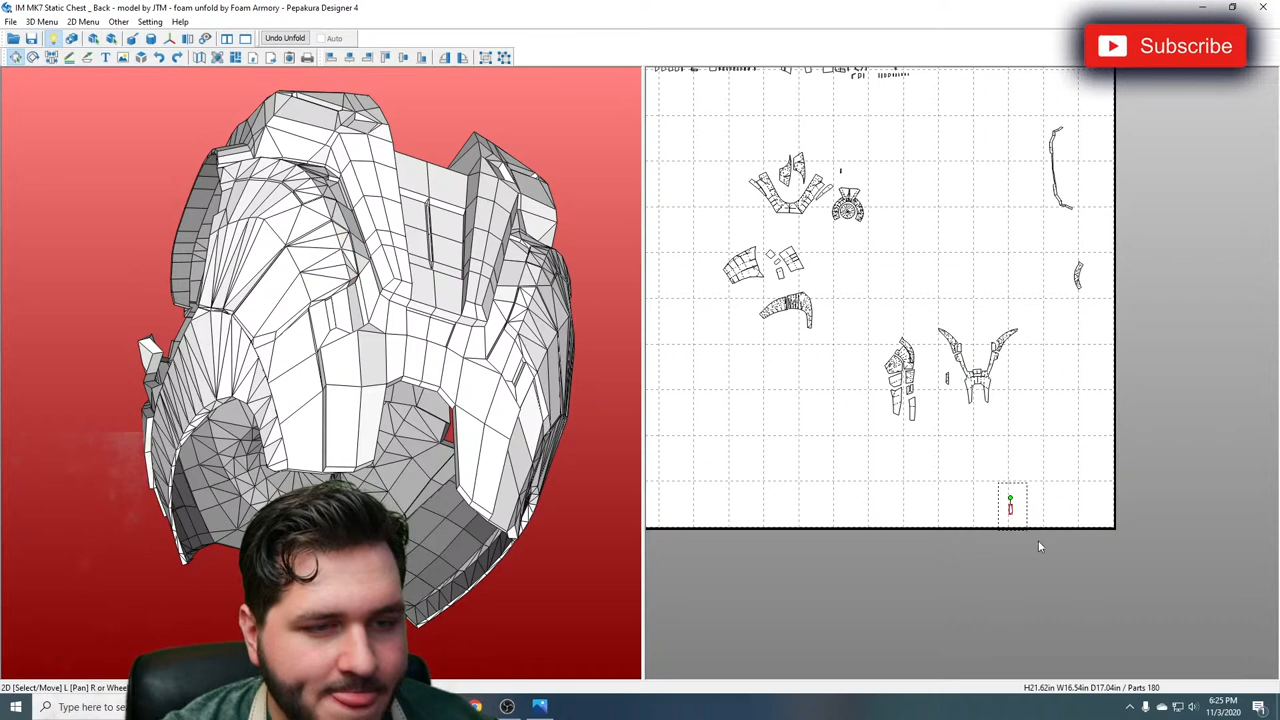 IM MK7 Static Chest _ Back - model by JTM - foam unfold by Foam Armory - Pepakura Designer 4
File 3D Menu 2D Menu Other Setting Help
Undo Unfold
Auto
Subscribe
2D [Select/Move] L [Pan] R or Whee
H21.62in W16.54in D17.04in / Parts 180
Type here to se
6:25 PM
11/3/2020